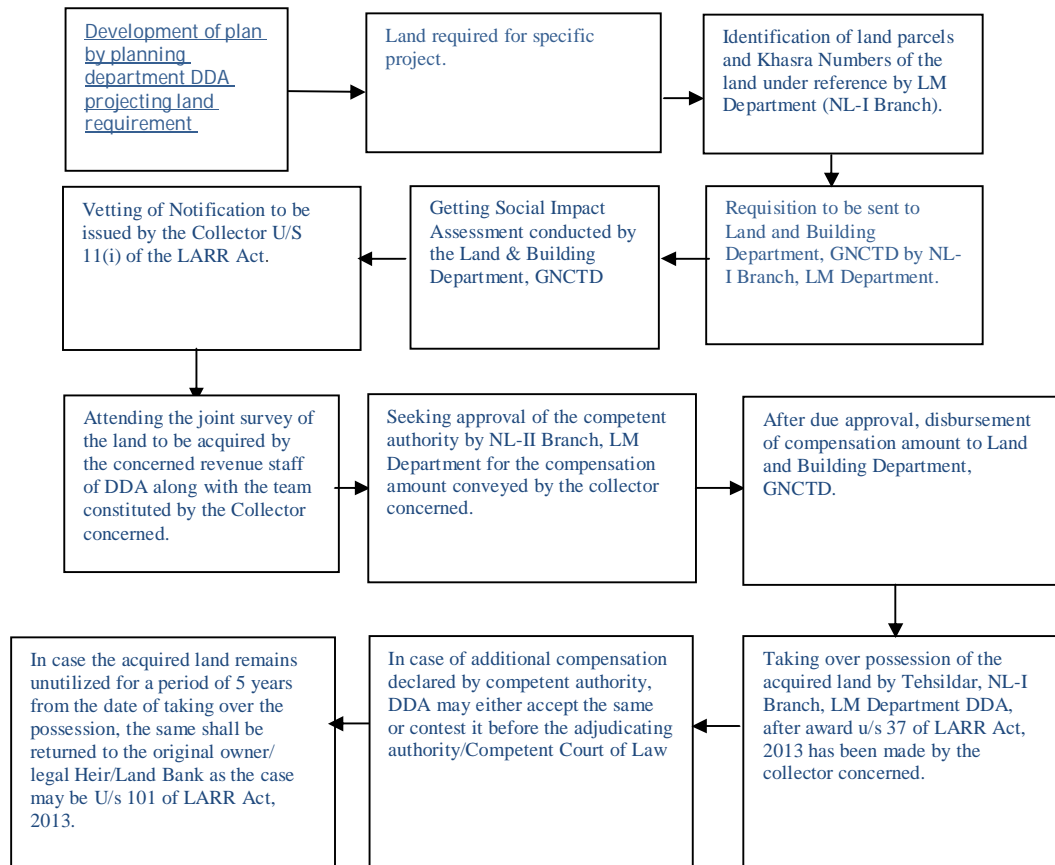 Development of plan
by planning
department DDA
projecting land
requirement
Land required for specific
project.
Identification of land parcels
and Khasra Numbers of the
land under reference by LM
Department (NL-I Branch).
Requisition to be sent to
Land and Building
Department, GNCTD by NL-
I Branch, LM Department.
Getting Social Impact
Assessment conducted by
the Land & Building
Department, GNCTD
Vetting of Notification to be
issued by the Collector U/S
11(i) of the LARR Act.
Attending the joint survey of
the land to be acquired by
the concerned revenue staff
of DDA along with the team
constituted by the Collector
concerned.
Seeking approval of the competent
authority by NL-II Branch, LM
Department for the compensation
amount conveyed by the collector
concerned.
After due approval, disbursement
of compensation amount to Land
and Building Department,
GNCTD.
Taking over possession of the
acquired land by Tehsildar, NL-I
Branch, LM Department DDA,
after award u/s 37 of LARR Act,
2013 has been made by the
collector concerned.
In case of additional compensation
declared by competent authority,
DDA may either accept the same
or contest it before the adjudicating
authority/Competent Court of Law
In case the acquired land remains
unutilized for a period of 5 years
from the date of taking over the
possession, the same shall be
returned to the original owner/
legal Heir/Land Bank as the case
may be U/s 101 of LARR Act,
2013.